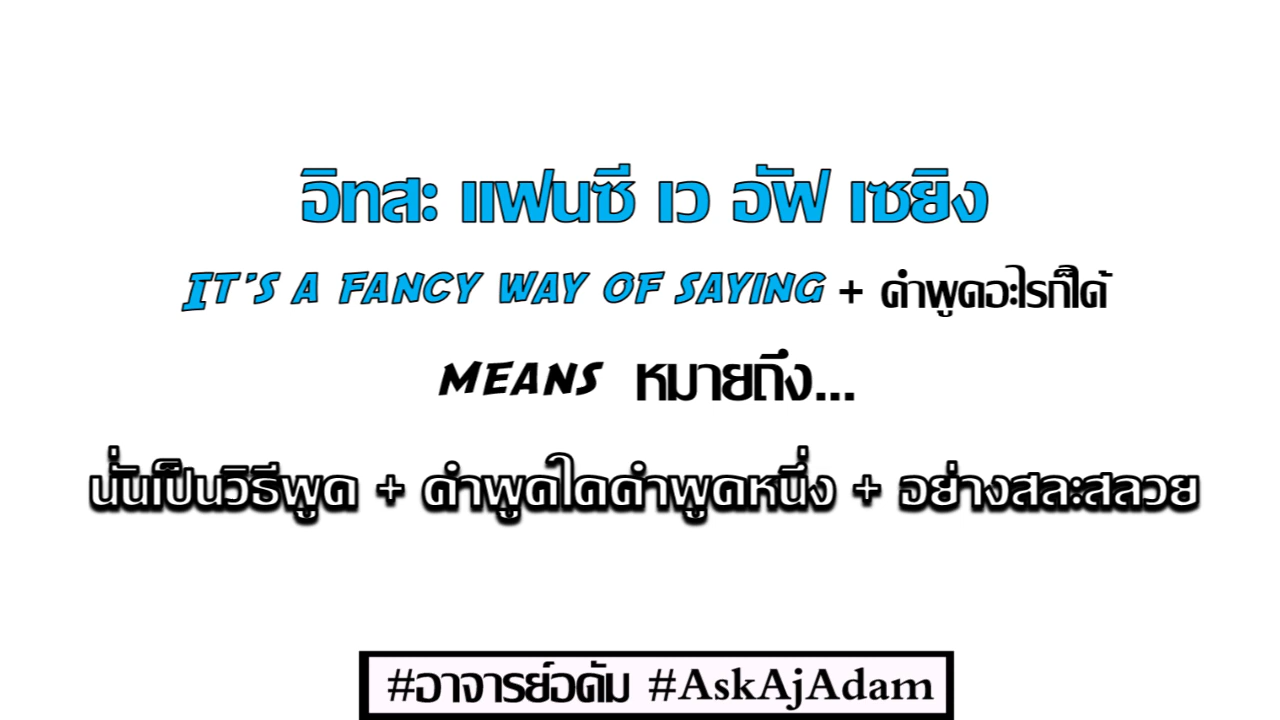 อิทสะ แฟนซี เว อัฟ เซยิง
It's a fancy way of saying + คำพูดอะไรก็ได้
means หมายถึง...
นั่นเป็นวิธีพูด + คำพูดใดคำพูดหนึ่ง + อย่างสละสลวย
#อาจารย์อดัม #AskAjAdam